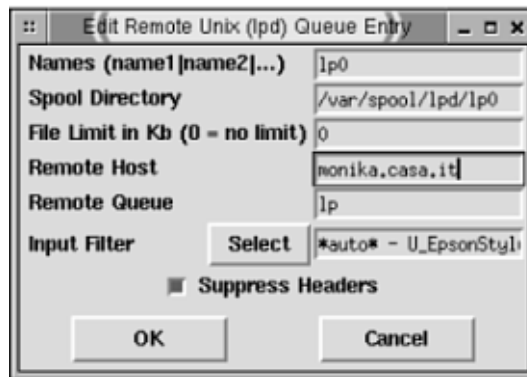 Edit Remote Unix (lpd) Queue Entry
Names (name1|name2|...) lp0
Spool Directory /var/spool/lpd/lp0
File Limit in Kb (0 = no limit) 0
Remote Host monika.casa.it
Remote Queue lp
Input Filter Select *auto* - U_EpsonStyl
Suppress Headers
OK Cancel